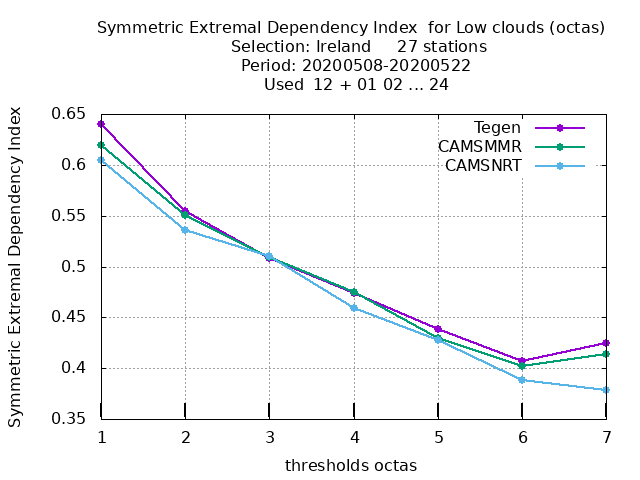 Symmetric Extremal Dependency Index  for Low clouds (octas)
Selection: Ireland     27 stations
Period: 20200508-20200522
Used  12 + 01 02 ... 24
Symmetric Extremal Dependency Index
0.65
0.6
0.55
0.5
0.45
0.4
0.35
Tegen
CAMSMMR
CAMSNRT
1 2 3 4 5 6 7
thresholds octas